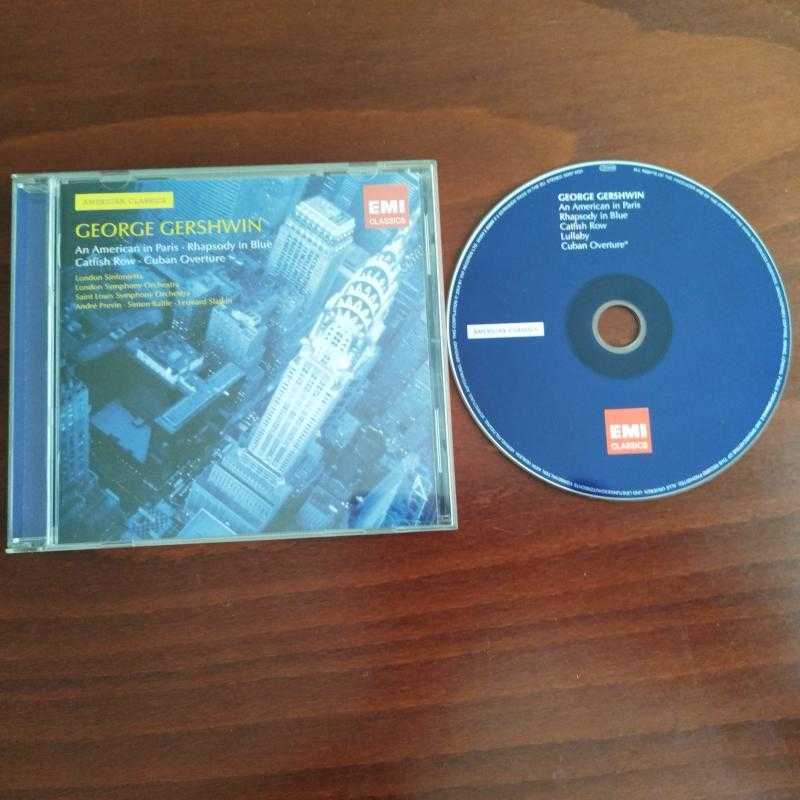 AMERICAN CLASSICS
EMI
CLASSICS
GEORGE GERSHWIN
An American in Paris · Rhapsody in Blue
Catfish Row · Cuban Overture
London Sinfonietta
London Symphony Orchestra
Saint Louis Symphony Orchestra
André Previn · Simon Rattle · Leonard Slatkin
GEORGE GERSHWIN
An American in Paris
Rhapsody in Blue
Catfish Row
Lullaby
Cuban Overture*
AMERICAN CLASSICS
EMI
CLASSICS